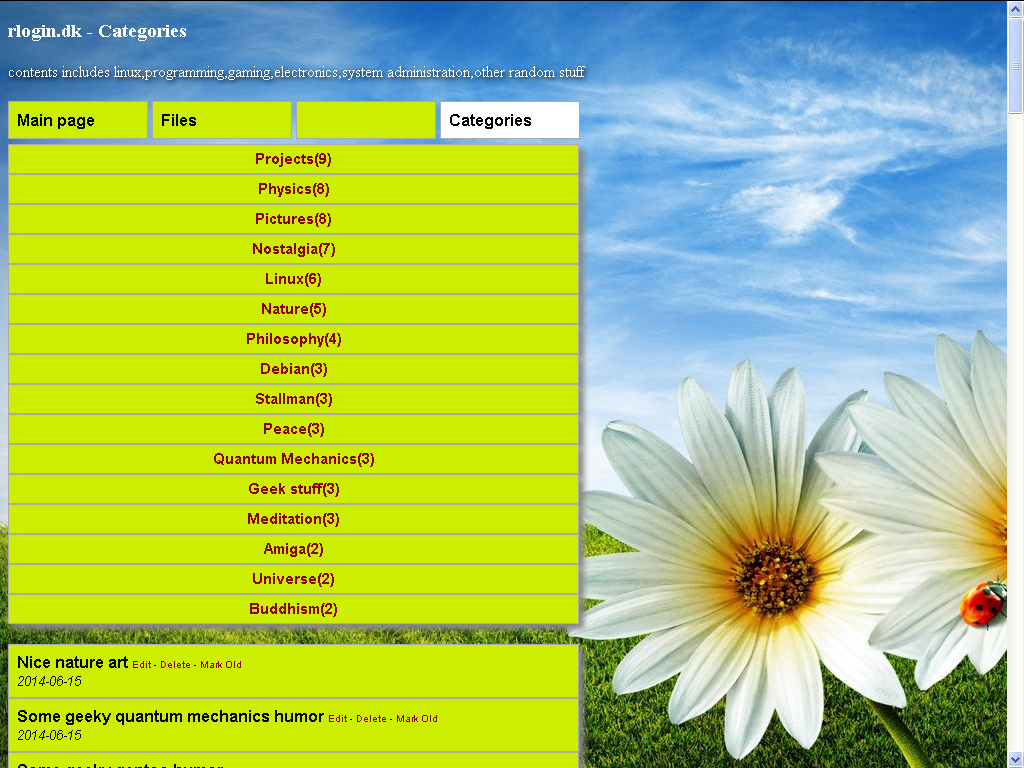 rlogin.dk - Categories
contents includes linux,programming,gaming,electronics,system administration,other random stuff
Main page Files Categories
Projects(9)
Physics(8)
Pictures(8)
Nostalgia(7)
Linux(6)
Nature(5)
Philosophy(4)
Debian(3)
Stallman(3)
Peace(3)
Quantum Mechanics(3)
Geek stuff(3)
Meditation(3)
Amiga(2)
Universe(2)
Buddhism(2)
Nice nature art Edit - Delete - Mark Old
2014-06-15
Some geeky quantum mechanics humor Edit - Delete - Mark Old
2014-06-15